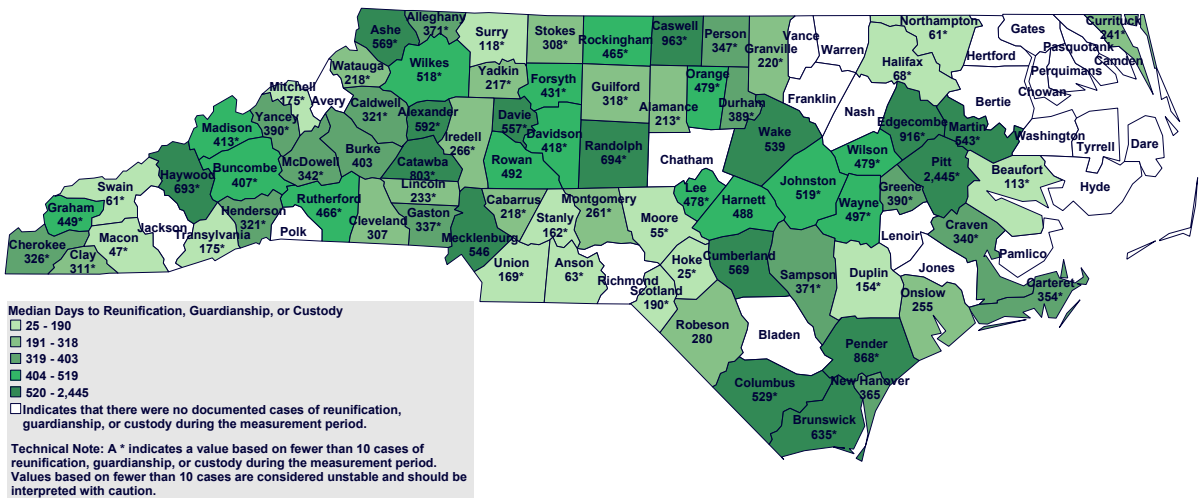 Ashe
569*
Alleghany
371*
Surry
118*
Stokes
308*
Rockingham
465*
Caswell
963*
Person
347*
Granville
220*
Vance
Warren
Northampton
61*
Gates
Hertford
Currituck
241*
Pasquotank
Camden
Perquimans
Chowan
Halifax
68*
Watauga
218*
Wilkes
518*
Yadkin
217*
Forsyth
431*
Guilford
318*
Alamance
213*
Orange
479*
Durham
389*
Franklin
Nash
Bertie
Mitchell
175*
Avery
Caldwell
321*
Alexander
592*
Iredell
266*
Davie
557*
Davidson
418*
Randolph
694*
Chatham
Wake
539
Edgecombe
916*
Martin
543*
Washington
Tyrrell
Dare
Madison
413*
Yancey
390*
Burke
403
Catawba
803*
Rowan
492
Wilson
479*
Pitt
2,445*
Beaufort
113*
Hyde
Haywood
693*
Buncombe
407*
McDowell
342*
Lincoln
233*
Lee
478*
Johnston
519*
Greene
390*
Swain
61*
Graham
449*
Jackson
Henderson
321*
Rutherford
466*
Cleveland
307
Gaston
337*
Cabarrus
218*
Montgomery
261*
Stanly
162*
Moore
55*
Harnett
488
Wayne
497*
Lenoir
Craven
340*
Pamlico
Cherokee
326*
Clay
311*
Macon
47*
Transylvania
175*
Polk
Mecklenburg
546
Union
169*
Anson
63*
Richmond
Scotland
190*
Hoke
25*
Cumberland
569
Sampson
371*
Duplin
154*
Jones
Onslow
255
Carteret
354*
Robeson
280
Bladen
Pender
868*
New Hanover
365
Columbus
529*
Brunswick
635*
Median Days to Reunification, Guardianship, or Custody
25 - 190
191 - 318
319 - 403
404 - 519
520 - 2,445
Indicates that there were no documented cases of reunification,
guardianship, or custody during the measurement period.
Technical Note: A * indicates a value based on fewer than 10 cases of
reunification, guardianship, or custody during the measurement period.
Values based on fewer than 10 cases are considered unstable and should be
interpreted with caution.